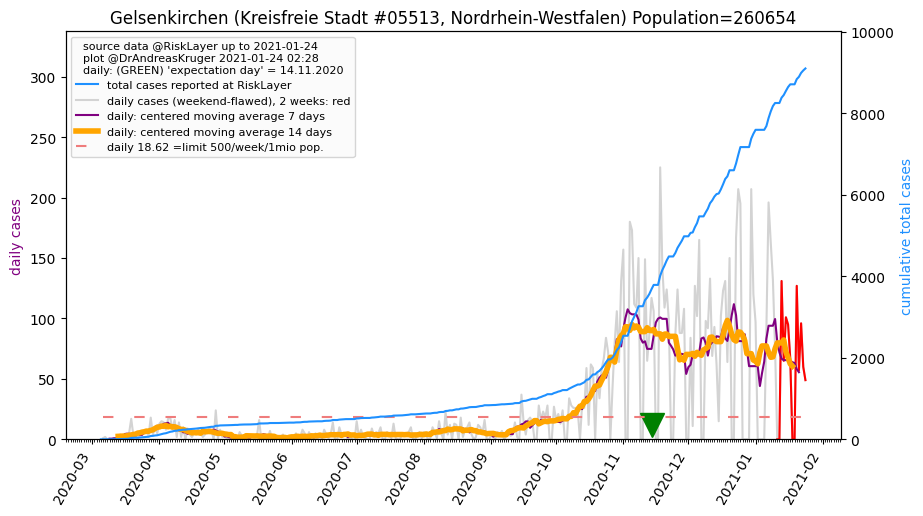 Gelsenkirchen (Kreisfreie Stadt #05513, Nordrhein-Westfalen) Population=260654
source data @RiskLayer up to 2021-01-24
plot @DrAndreasKruger 2021-01-24 02:28
daily: (GREEN) 'expectation day' = 14.11.2020
total cases reported at RiskLayer
daily cases (weekend-flawed), 2 weeks: red
daily: centered moving average 7 days
daily: centered moving average 14 days
daily 18.62 =limit 500/week/1mio pop.
daily cases
300
250
200
150
100
50
0
cumulative total cases
10000
8000
6000
4000
2000
0
2020-03
2020-04
2020-05
2020-06
2020-07
2020-08
2020-09
2020-10
2020-11
2020-12
2021-01
2021-02